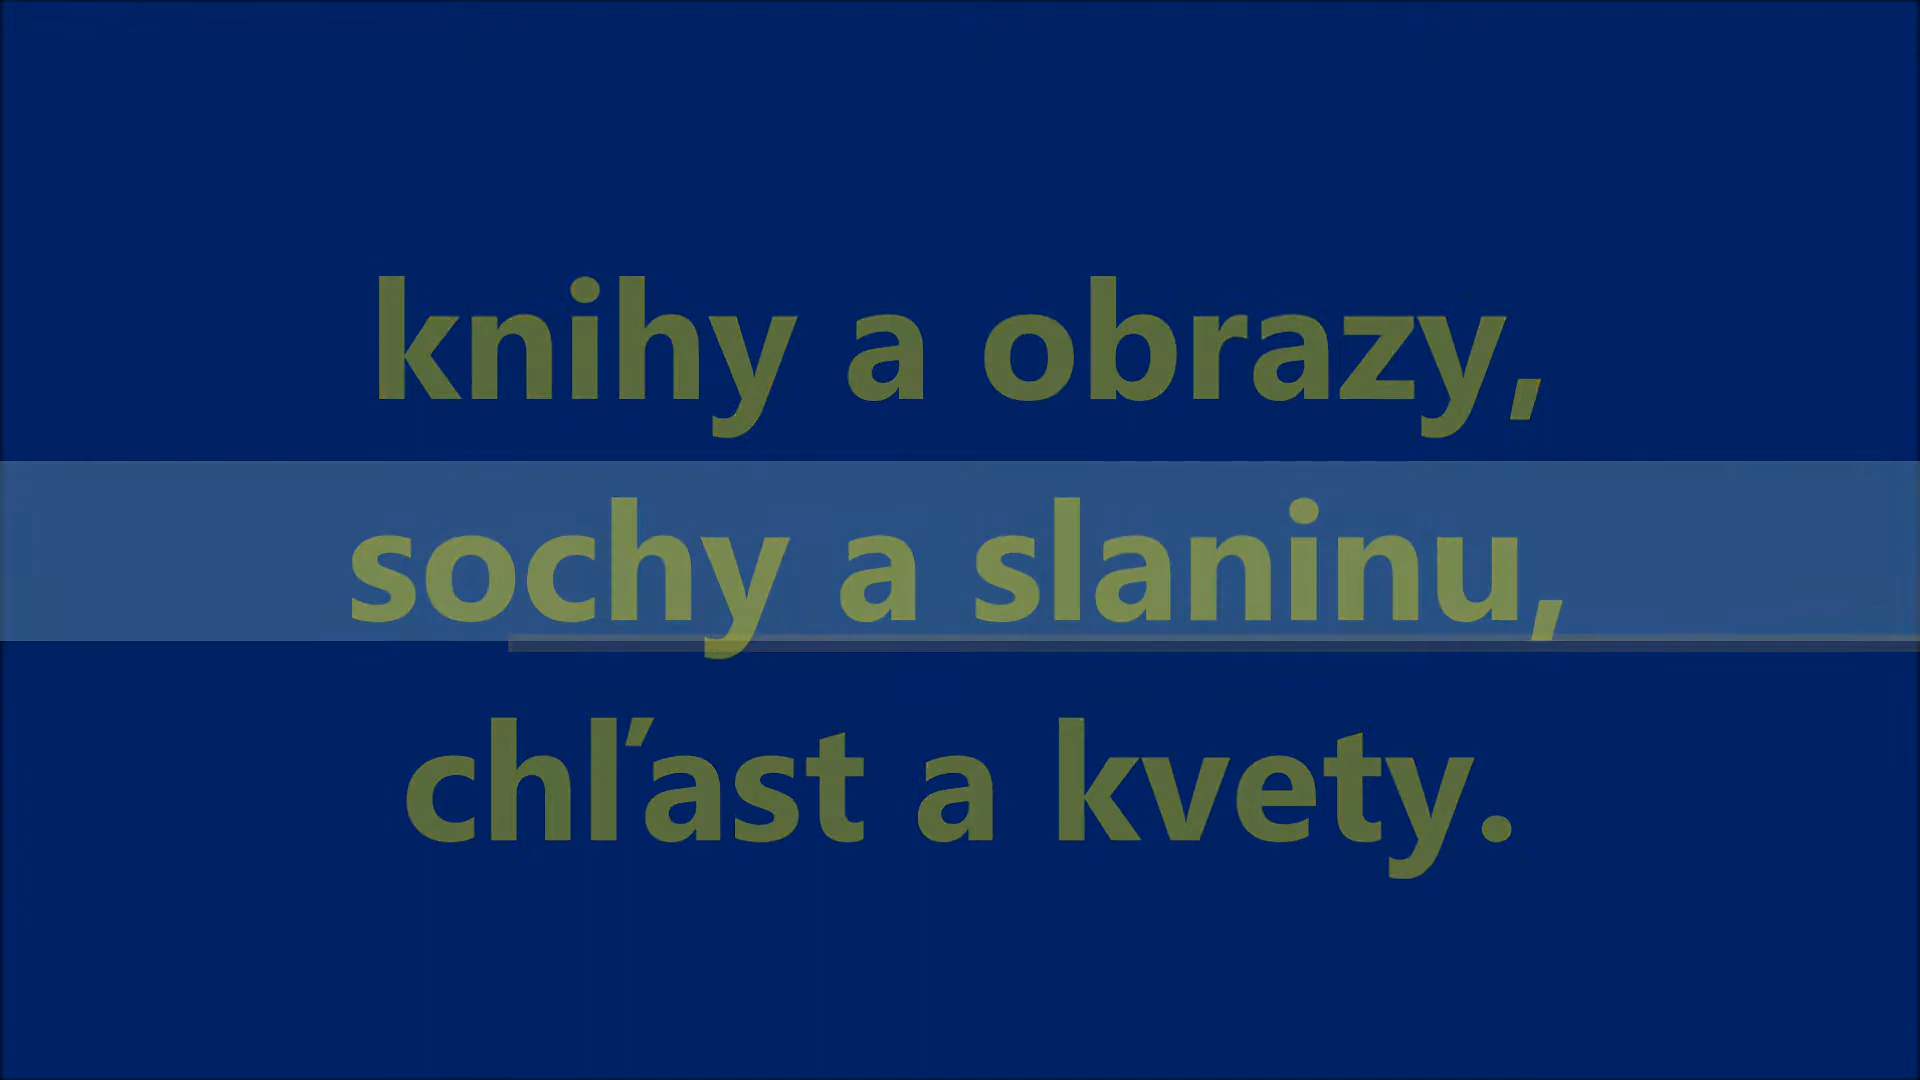 knihy a obrazy,
sochy a slaninu,
chľast a kvety.